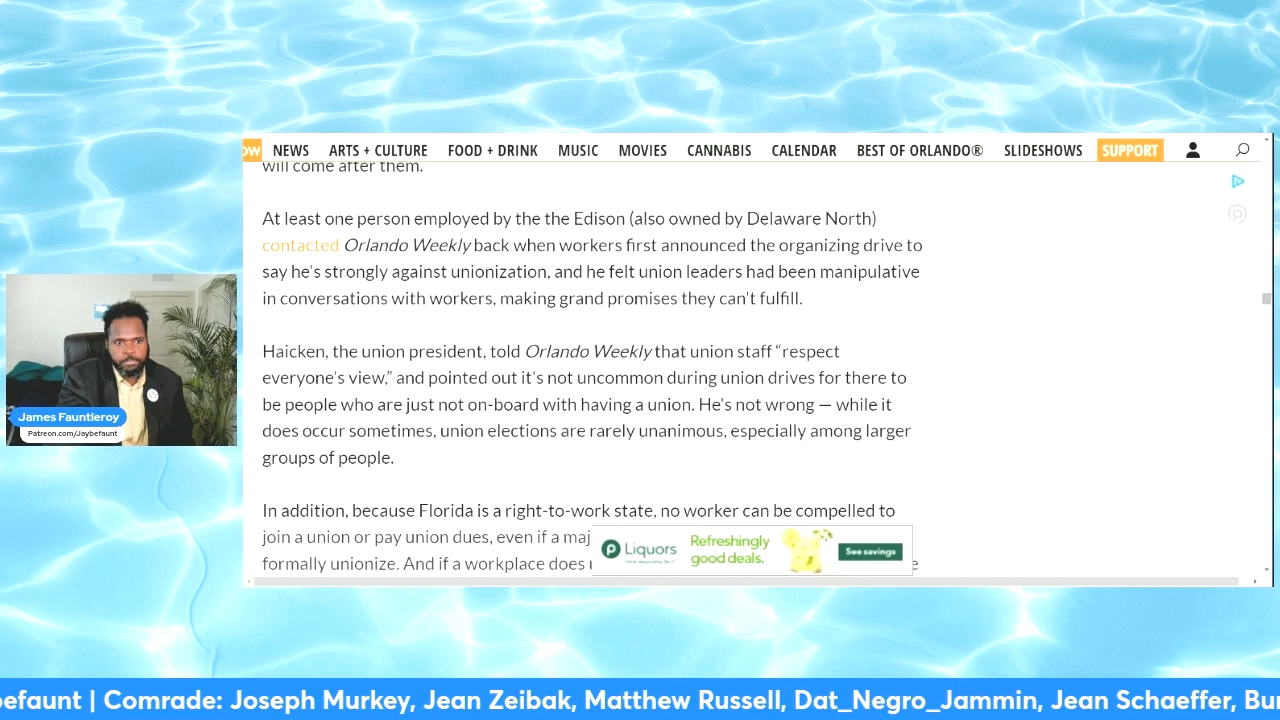 OW NEWS ARTS + CULTURE FOOD + DRINK MUSIC MOVIES CANNABIS CALENDAR BEST OF ORLANDO® SLIDESHOWS SUPPORT
will come after them.
At least one person employed by the the Edison (also owned by Delaware North)
contacted Orlando Weekly back when workers first announced the organizing drive to
say he's strongly against unionization, and he felt union leaders had been manipulative
in conversations with workers, making grand promises they can't fulfill.
Haicken, the union president, told Orlando Weekly that union staff “respect
everyone's view,” and pointed out it's not uncommon during union drives for there to
be people who are just not on-board with having a union. He's not wrong — while it
does occur sometimes, union elections are rarely unanimous, especially among larger
groups of people.
In addition, because Florida is a right-to-work state, no worker can be compelled to
join a union or pay union dues, even if a maj
formally unionize. And if a workplace does
Liquors
Refreshingly
good deals.
See savings
James Fauntleroy
Patreon.com/Jaybefaunt
efaunt | Comrade: Joseph Murkey, Jean Zeibak, Matthew Russell, Dat_Negro_Jammin, Jean Schaeffer, Bu